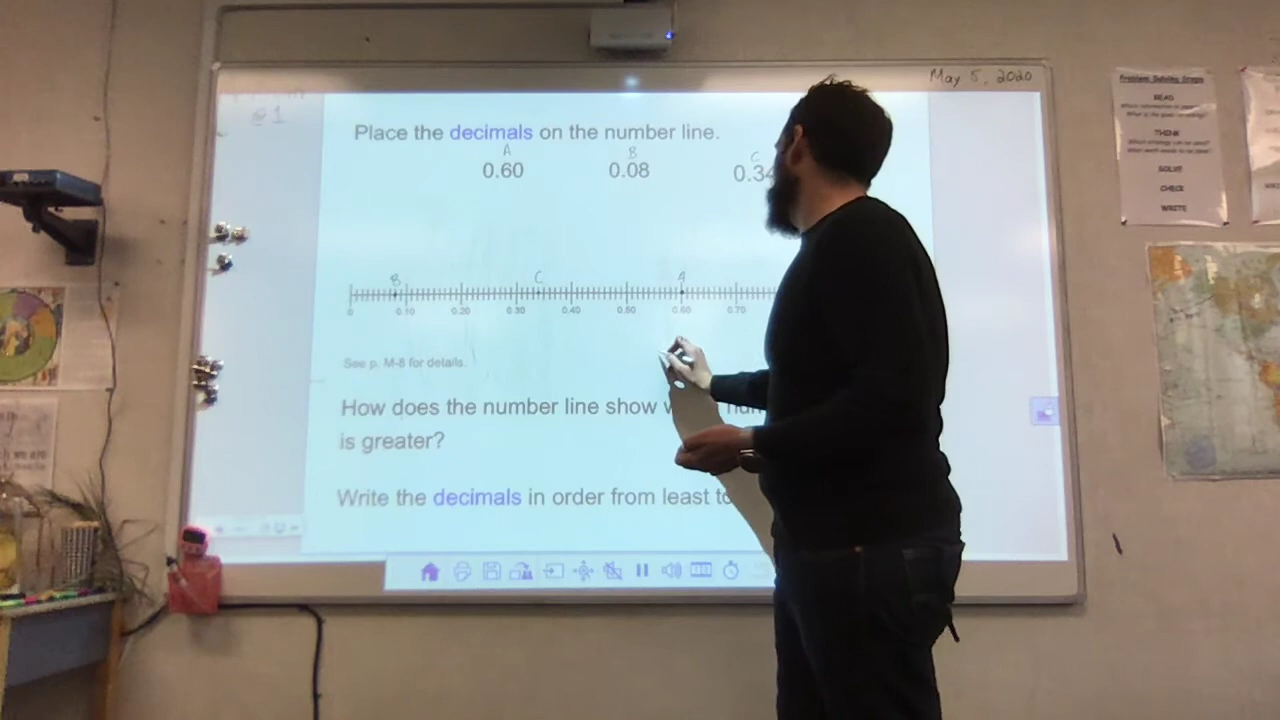 May 5, 2020
@ 1
Place the decimals on the number line.
A B C
0.60 0.08 0.34
B C A
0 0.10 0.20 0.30 0.40 0.50 0.60 0.70
See p. M-8 for details.
How does the number line show
is greater?
Write the decimals in order from least to
Problem Solving Steps
READ
THINK
SOLVE
CHECK
WRITE